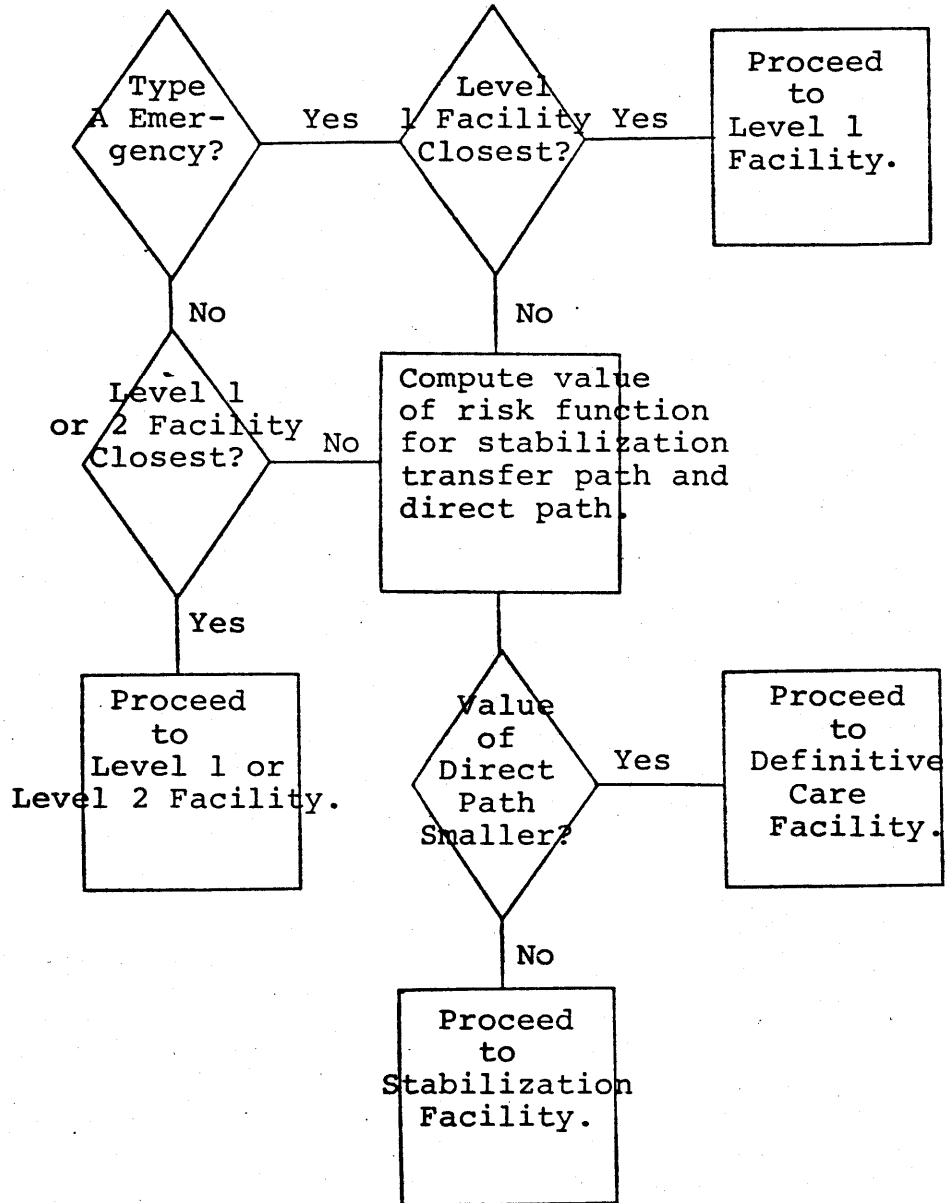 Type
A Emer-
gency?
Yes
Level
1 Facility
Closest?
Yes
Proceed
to
Level 1
Facility.
No
No
Level 1
or 2 Facility
Closest?
No
Compute value
of risk function
for stabilization
transfer path and
direct path.
Yes
Proceed
to
Level 1 or
Level 2 Facility.
Value
of
Direct
Path
Smaller?
Yes
Proceed
to
Definitive
Care
Facility.
No
Proceed
to
Stabilization
Facility.